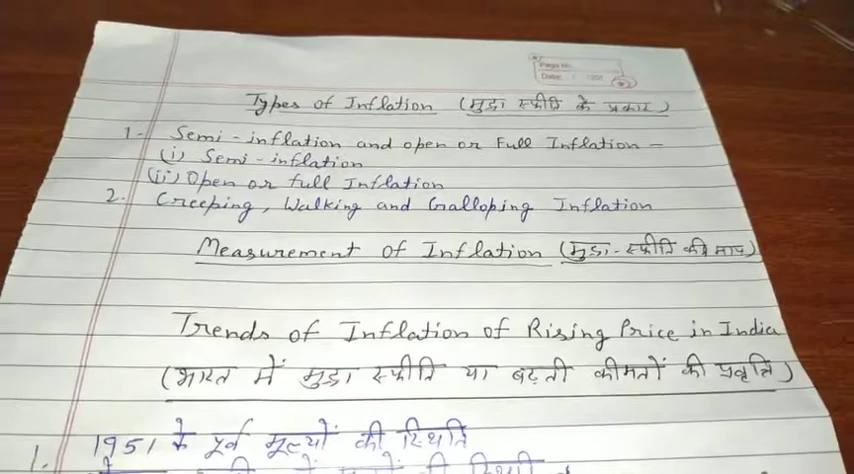 Page No.
Date:
Types of Inflation (मुद्रा स्फीति के प्रकार)
1- Semi-inflation and open or Full Inflation -
(i) Semi-inflation
(ii) Open or full Inflation
2. Creeping, Walking and Galloping Inflation
Measurement of Inflation (मुद्रा-स्फीति की माप)
Trends of Inflation of Rising Price in India
(भारत में मुद्रा स्फीति या बढ़ती कीमतों की प्रवृत्ति)
1. 1951 के पूर्व मूल्यों की स्थिति